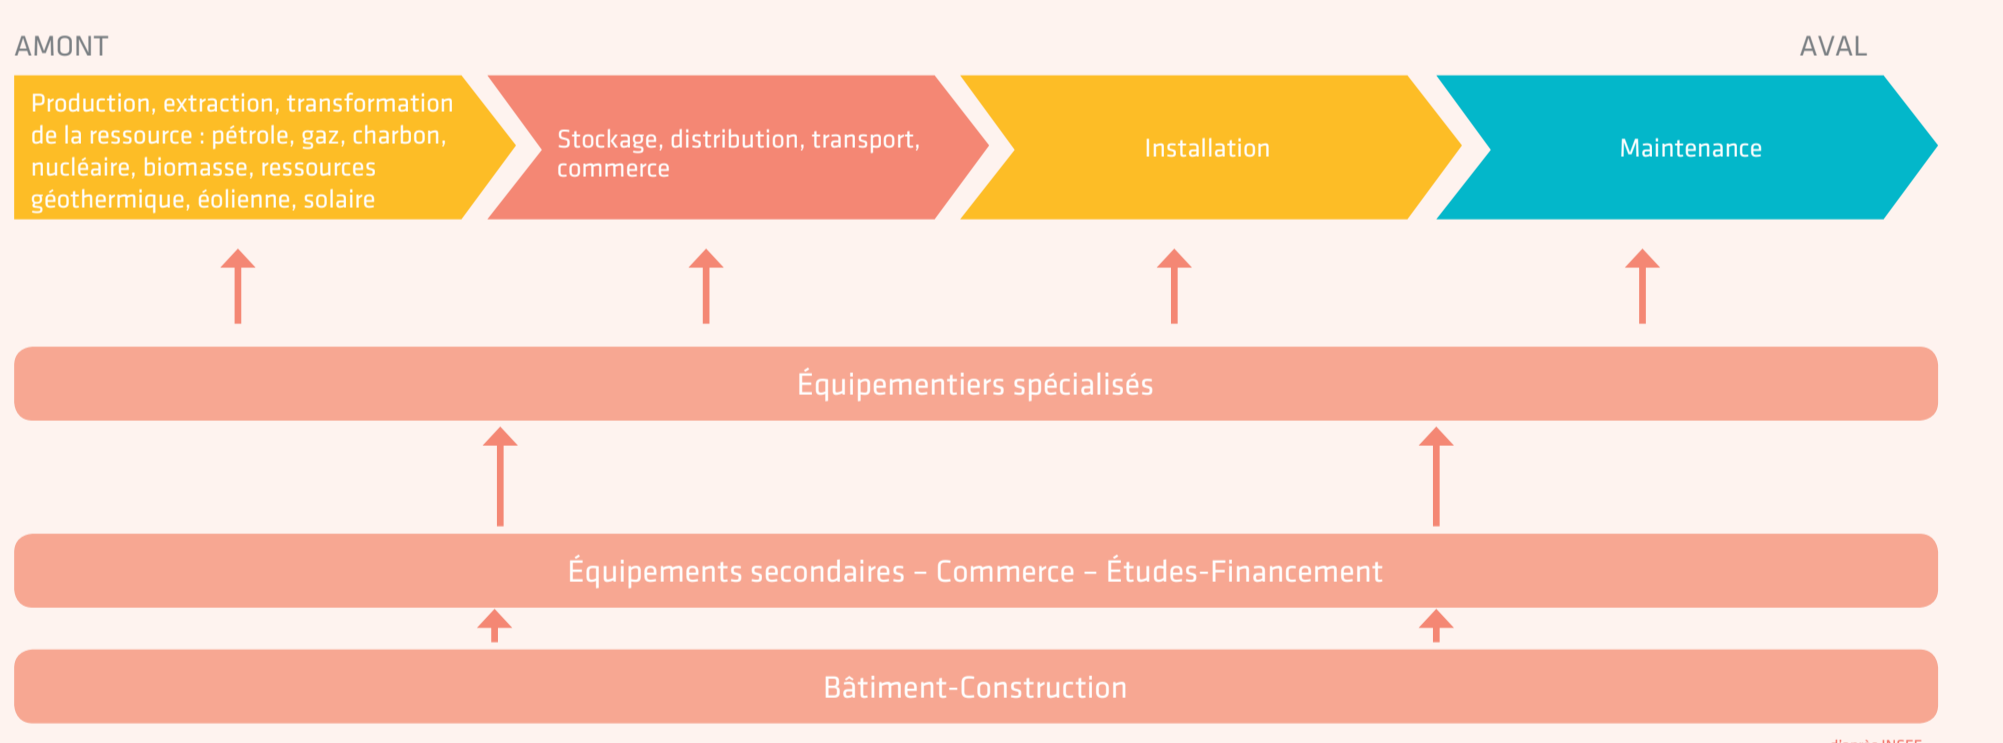 AMONT
AVAL
Production, extraction, transformation
de la ressource : pétrole, gaz, charbon,
nucléaire, biomasse, ressources
géothermique, éolienne, solaire
Stockage, distribution, transport,
commerce
Installation
Maintenance
Équipementiers spécialisés
Équipements secondaires – Commerce – Études-Financement
Bâtiment-Construction